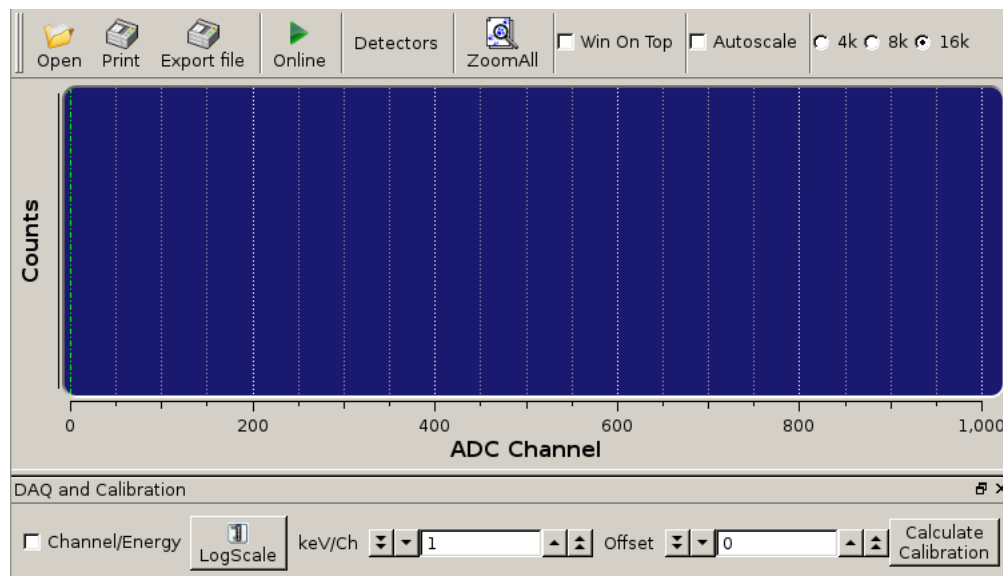 Open Print Export file Online Detectors ZoomAll Win On Top Autoscale 4k 8k 16k
Counts
0 200 400 600 800 1,000
ADC Channel
DAQ and Calibration
Channel/Energy LogScale keV/Ch 1 Offset 0 Calculate
Calibration